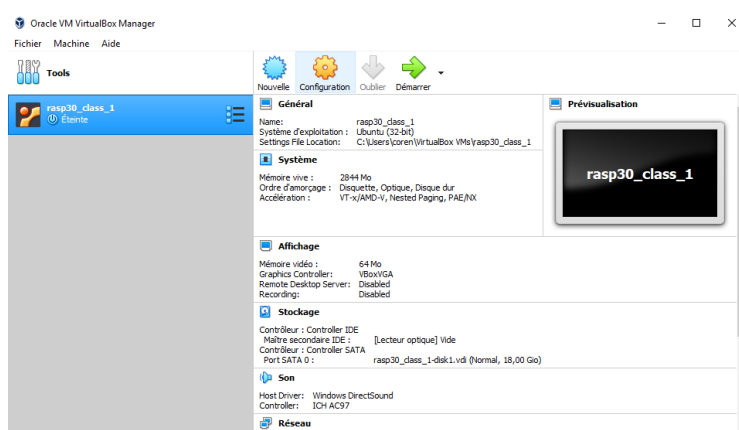 Oracle VM VirtualBox Manager
Fichier Machine Aide
Tools
Nouvelle Configuration Oublier Démarrer
rasp30_class_1
Éteinte
Général
Name: rasp30_class_1
Système d'exploitation : Ubuntu (32-bit)
Settings File Location: C:\Users\coren\VirtualBox VMs\rasp30_class_1
Système
Mémoire vive : 2844 Mo
Ordre d'amorçage : Disquette, Optique, Disque dur
Accélération : VT-x/AMD-V, Nested Paging, PAE/NX
Prévisualisation
rasp30_class_1
Affichage
Mémoire vidéo : 64 Mo
Graphics Controller: VBoxVGA
Remote Desktop Server: Disabled
Recording: Disabled
Stockage
Contrôleur : Controller IDE
Maître secondaire IDE : [Lecteur optique] Vide
Contrôleur : Controller SATA
Port SATA 0 : rasp30_class_1-disk1.vdi (Normal, 18,00 Gio)
Son
Host Driver: Windows DirectSound
Controller: ICH AC97
Réseau